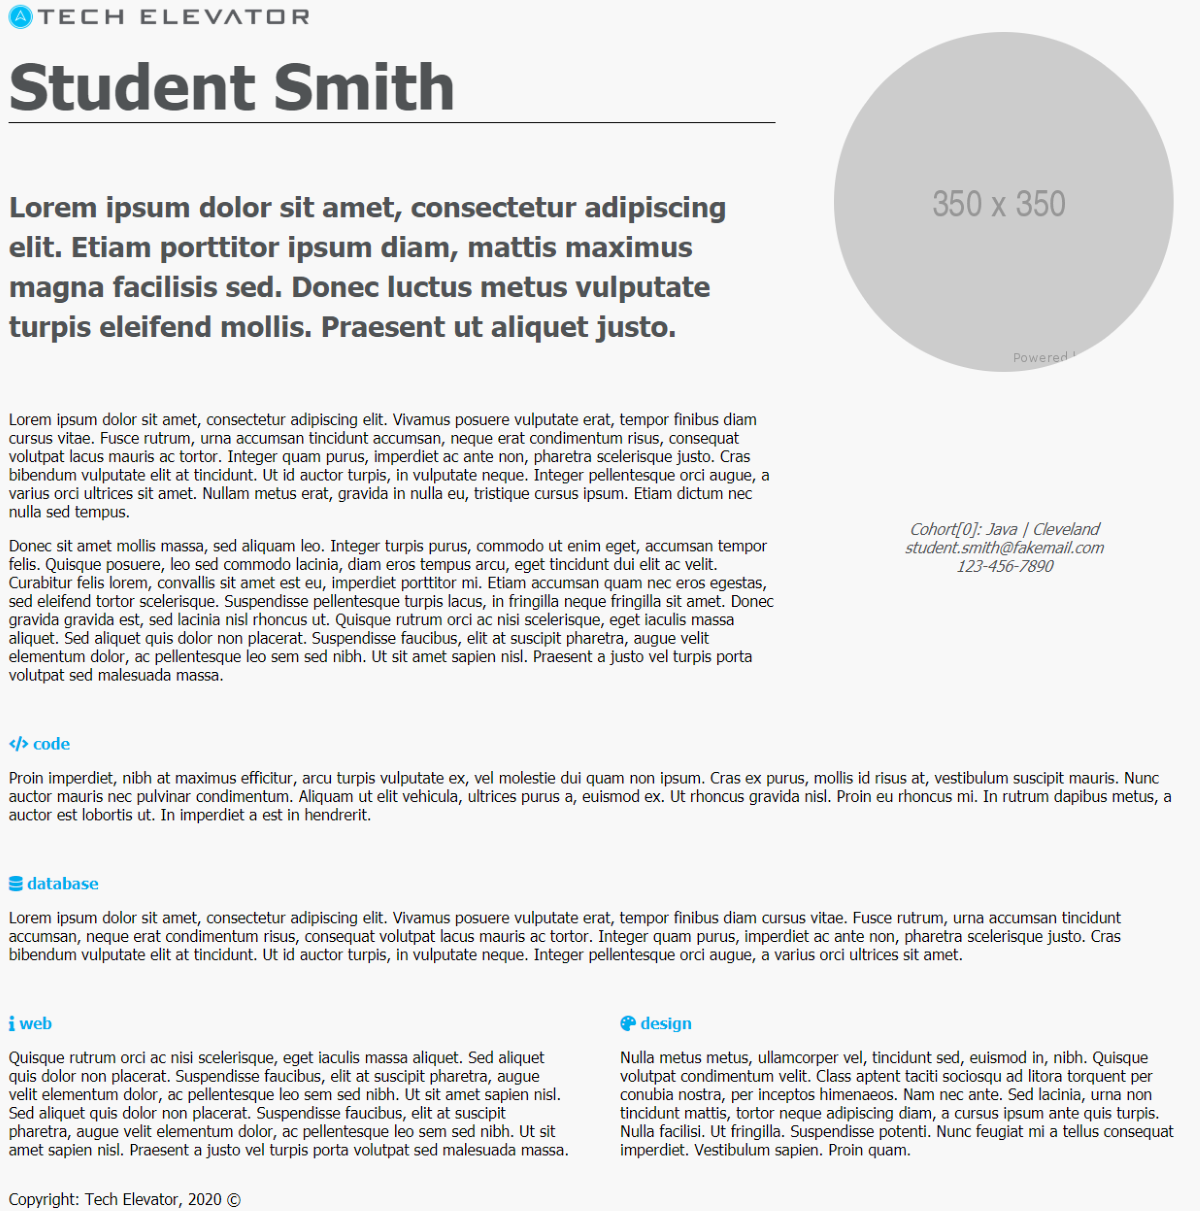 TECH ELEVATOR
Student Smith
350 x 350
Powered
Lorem ipsum dolor sit amet, consectetur adipiscing
elit. Etiam porttitor ipsum diam, mattis maximus
magna facilisis sed. Donec luctus metus vulputate
turpis eleifend mollis. Praesent ut aliquet justo.
Lorem ipsum dolor sit amet, consectetur adipiscing elit. Vivamus posuere vulputate erat, tempor finibus diam
cursus vitae. Fusce rutrum, urna accumsan tincidunt accumsan, neque erat condimentum risus, consequat
volutpat lacus mauris ac tortor. Integer quam purus, imperdiet ac ante non, pharetra scelerisque justo. Cras
bibendum vulputate elit at tincidunt. Ut id auctor turpis, in vulputate neque. Integer pellentesque orci augue, a
varius orci ultrices sit amet. Nullam metus erat, gravida in nulla eu, tristique cursus ipsum. Etiam dictum nec
nulla sed tempus.
Donec sit amet mollis massa, sed aliquam leo. Integer turpis purus, commodo ut enim eget, accumsan tempor
felis. Quisque posuere, leo sed commodo lacinia, diam eros tempus arcu, eget tincidunt dui elit ac velit.
Curabitur felis lorem, convallis sit amet est eu, imperdiet porttitor mi. Etiam accumsan quam nec eros egestas,
sed eleifend tortor scelerisque. Suspendisse pellentesque turpis lacus, in fringilla neque fringilla sit amet. Donec
gravida gravida est, sed lacinia nisl rhoncus ut. Quisque rutrum orci ac nisi scelerisque, eget iaculis massa
aliquet. Sed aliquet quis dolor non placerat. Suspendisse faucibus, elit at suscipit pharetra, augue velit
elementum dolor, ac pellentesque leo sem sed nibh. Ut sit amet sapien nisl. Praesent a justo vel turpis porta
volutpat sed malesuada massa.
Cohort[0]: Java | Cleveland
student.smith@fakemail.com
123-456-7890
code
Proin imperdiet, nibh at maximus efficitur, arcu turpis vulputate ex, vel molestie dui quam non ipsum. Cras ex purus, mollis id risus at, vestibulum suscipit mauris. Nunc
auctor mauris nec pulvinar condimentum. Aliquam ut elit vehicula, ultrices purus a, euismod ex. Ut rhoncus gravida nisl. Proin eu rhoncus mi. In rutrum dapibus metus, a
auctor est lobortis ut. In imperdiet a est in hendrerit.
database
Lorem ipsum dolor sit amet, consectetur adipiscing elit. Vivamus posuere vulputate erat, tempor finibus diam cursus vitae. Fusce rutrum, urna accumsan tincidunt
accumsan, neque erat condimentum risus, consequat volutpat lacus mauris ac tortor. Integer quam purus, imperdiet ac ante non, pharetra scelerisque justo. Cras
bibendum vulputate elit at tincidunt. Ut id auctor turpis, in vulputate neque. Integer pellentesque orci augue, a varius orci ultrices sit amet.
web
Quisque rutrum orci ac nisi scelerisque, eget iaculis massa aliquet. Sed aliquet
quis dolor non placerat. Suspendisse faucibus, elit at suscipit pharetra, augue
velit elementum dolor, ac pellentesque leo sem sed nibh. Ut sit amet sapien nisl.
Sed aliquet quis dolor non placerat. Suspendisse faucibus, elit at suscipit
pharetra, augue velit elementum dolor, ac pellentesque leo sem sed nibh. Ut sit
amet sapien nisl. Praesent a justo vel turpis porta volutpat sed malesuada massa.
design
Nulla metus metus, ullamcorper vel, tincidunt sed, euismod in, nibh. Quisque
volutpat condimentum velit. Class aptent taciti sociosqu ad litora torquent per
conubia nostra, per inceptos himenaeos. Nam nec ante. Sed lacinia, urna non
tincidunt mattis, tortor neque adipiscing diam, a cursus ipsum ante quis turpis.
Nulla facilisi. Ut fringilla. Suspendisse potenti. Nunc feugiat mi a tellus consequat
imperdiet. Vestibulum sapien. Proin quam.
Copyright: Tech Elevator, 2020 ©